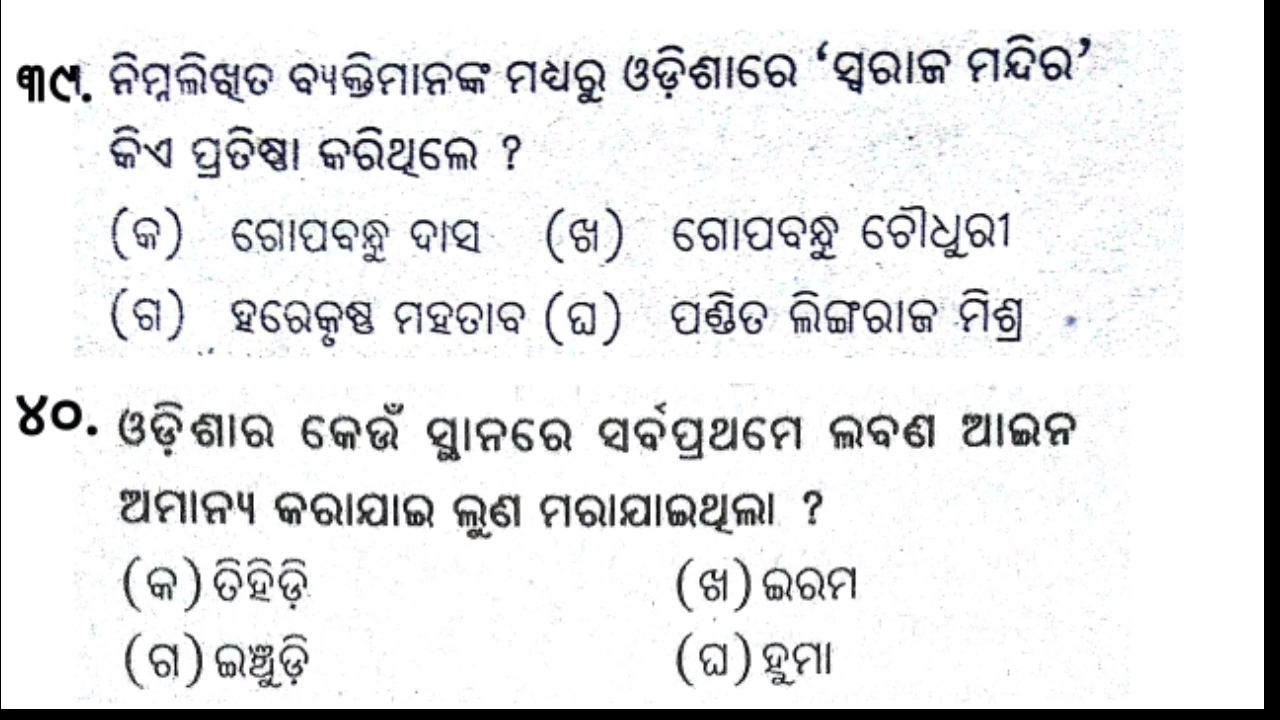 ୩୯. ନିମ୍ନଲିଖିତ ବ୍ୟକ୍ତିମାନଙ୍କ ମଧ୍ୟରୁ ଓଡ଼ିଶାରେ ‘ସ୍ୱରାଜ ମନ୍ଦିର’
କିଏ ପ୍ରତିଷ୍ଠା କରିଥିଲେ ?
(କ) ଗୋପବନ୍ଧୁ ଦାସ (ଖ) ଗୋପବନ୍ଧୁ ଚୌଧୁରୀ
(ଗ) ହରେକୃଷ୍ଣ ମହତାବ (ଘ) ପଣ୍ଡିତ ଲିଙ୍ଗରାଜ ମିଶ୍ର
୪୦. ଓଡ଼ିଶାର କେଉଁ ସ୍ଥାନରେ ସର୍ବପ୍ରଥମେ ଲବଣ ଆଇନ
ଅମାନ୍ୟ କରାଯାଇ ଲୁଣ ମରାଯାଇଥିଲା ?
(କ) ତିହିଡ଼ି (ଖ) ଇରମ
(ଗ) ଇଞ୍ଚୁଡ଼ି (ଘ) ହୁମା